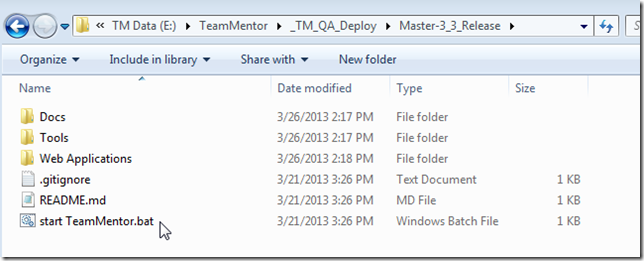 « TM Data (E:) ▸ TeamMentor ▸ _TM_QA_Deploy ▸ Master-3_3_Release ▸
Organize Include in library Share with New folder
Name Date modified Type Size
Docs 3/26/2013 2:17 PM File folder
Tools 3/26/2013 2:17 PM File folder
Web Applications 3/26/2013 2:18 PM File folder
.gitignore 3/21/2013 3:26 PM Text Document 1 KB
README.md 3/21/2013 3:26 PM MD File 1 KB
start TeamMentor.bat 3/21/2013 3:26 PM Windows Batch File 1 KB